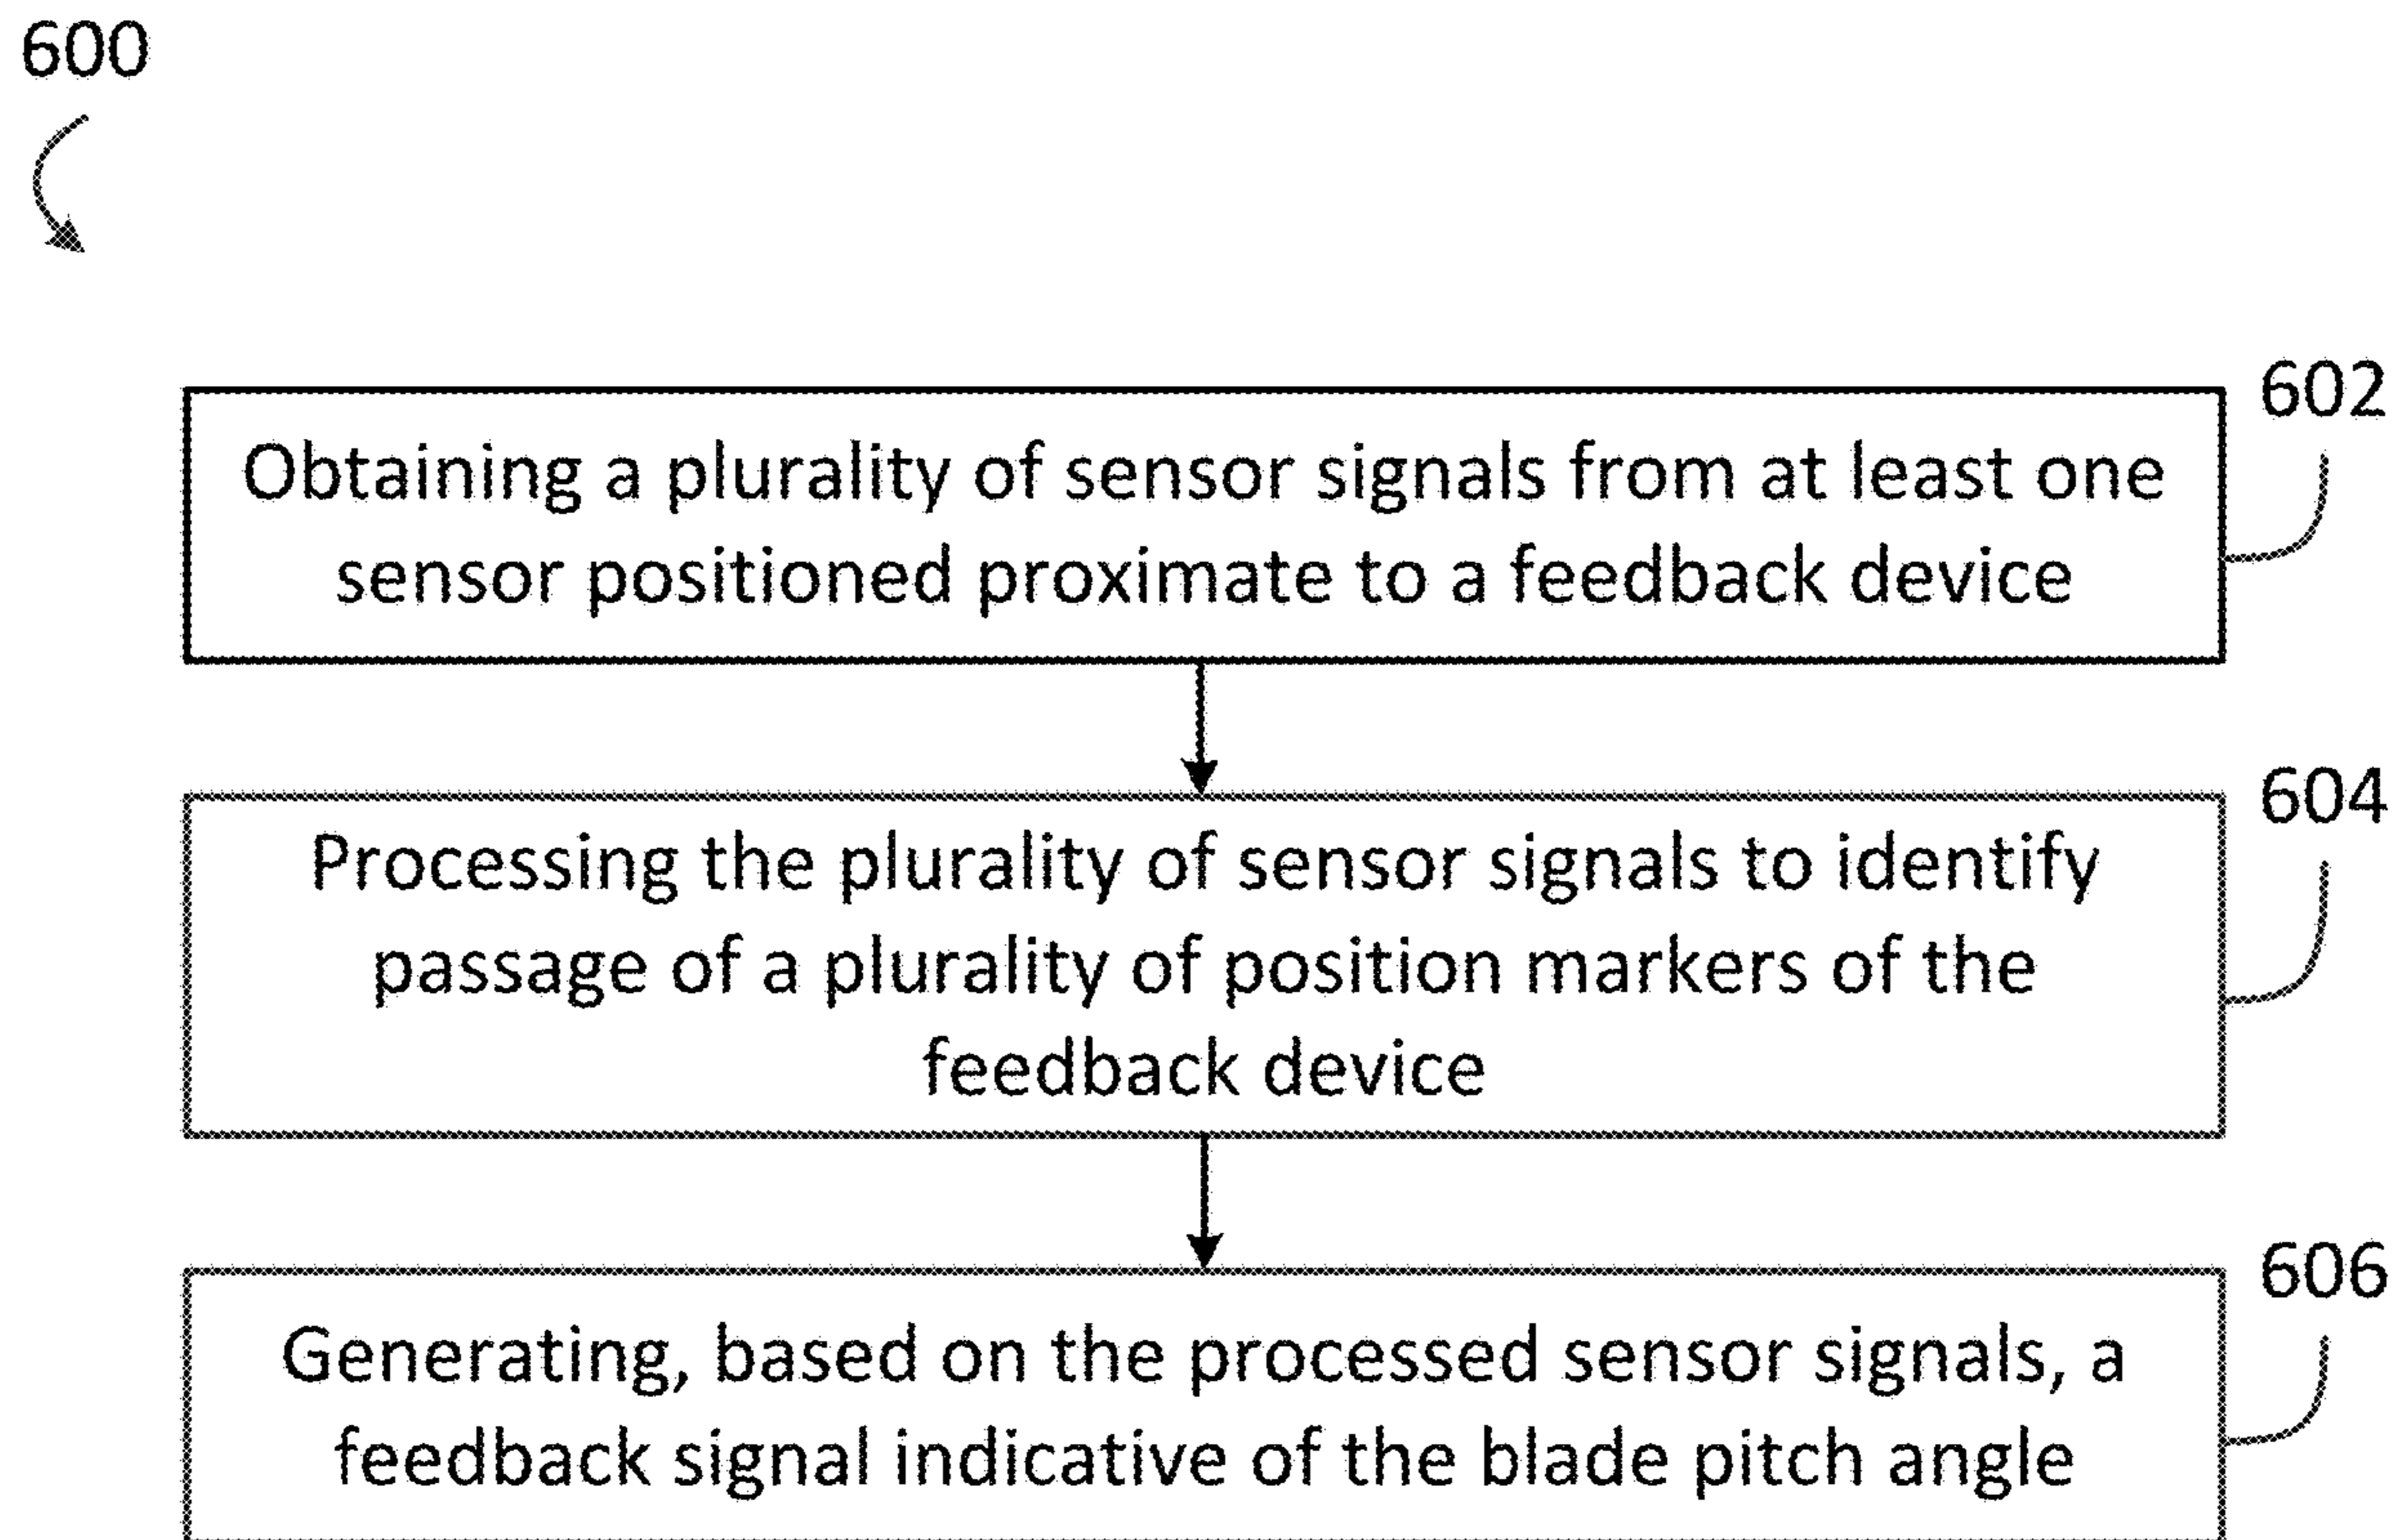 600
602
Obtaining a plurality of sensor signals from at least one
sensor positioned proximate to a feedback device
604
Processing the plurality of sensor signals to identify
passage of a plurality of position markers of the
feedback device
606
Generating, based on the processed sensor signals, a
feedback signal indicative of the blade pitch angle